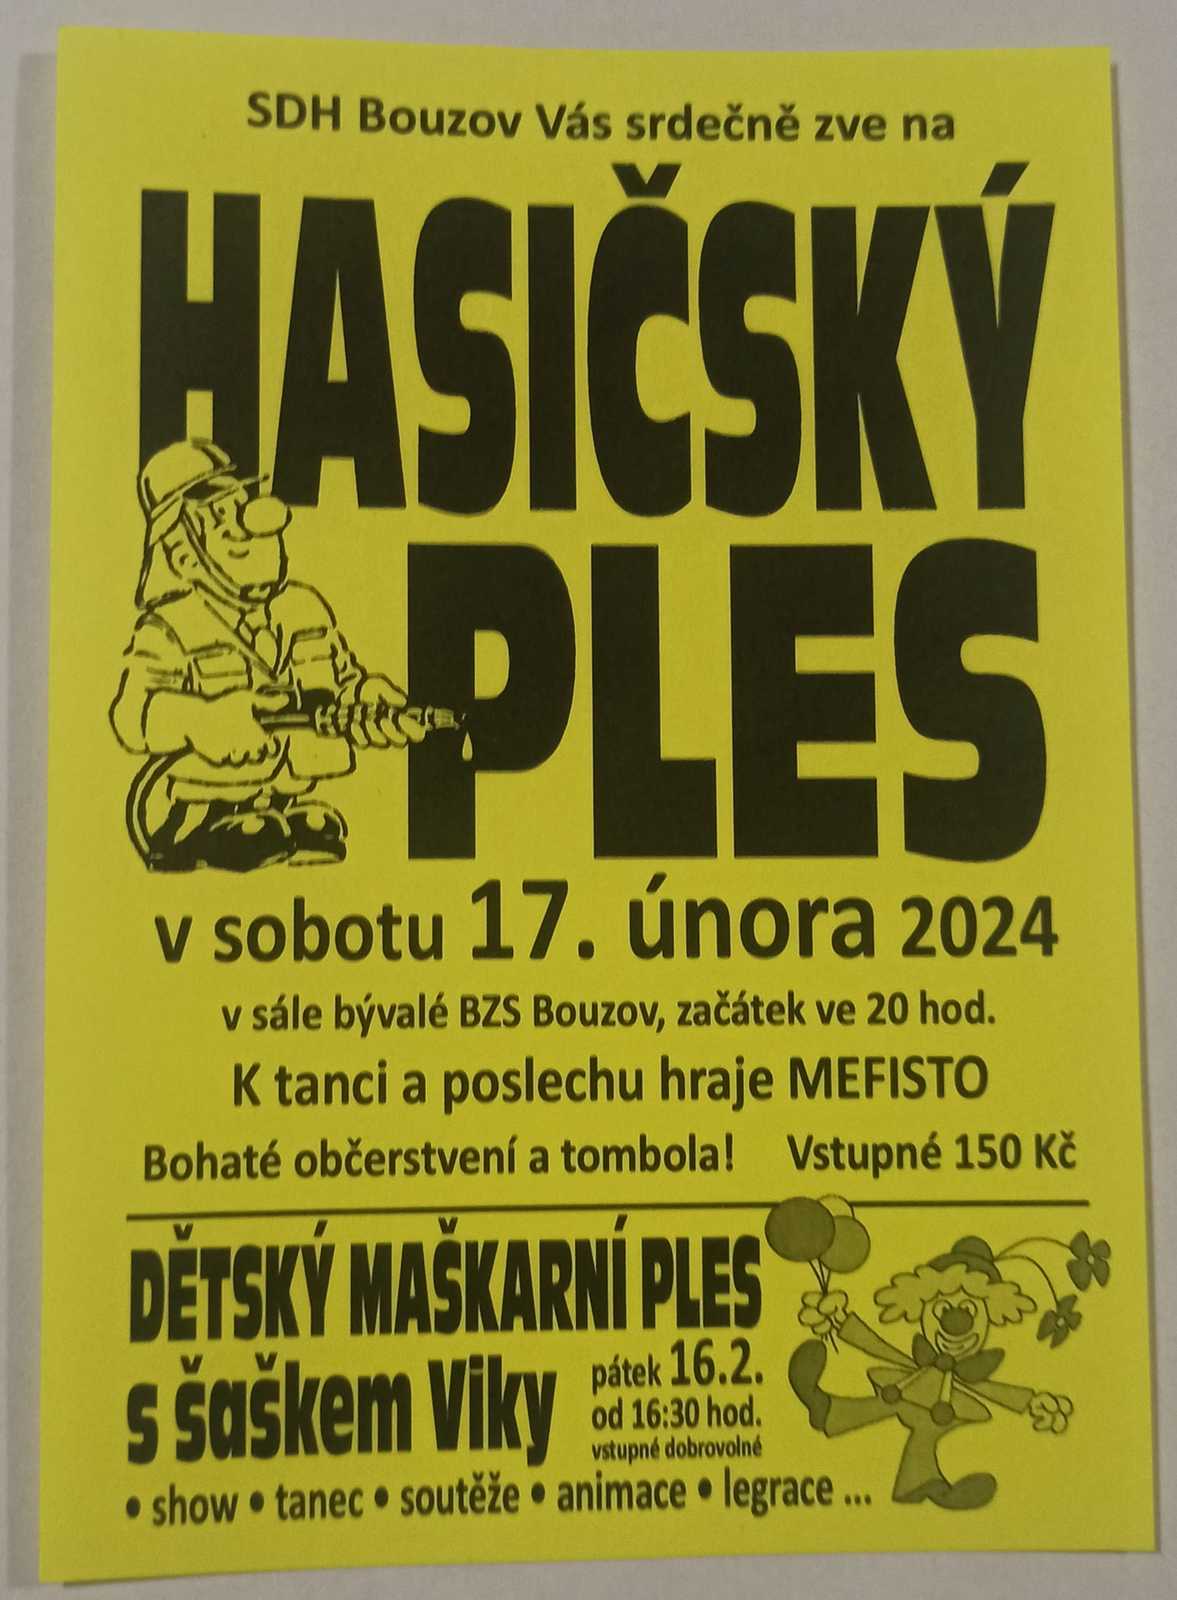 SDH Bouzov Vás srdečně zve na
HASIČSKÝ
PLES
v sobotu 17. února 2024
v sále bývalé BZS Bouzov, začátek ve 20 hod.
K tanci a poslechu hraje MEFISTO
Bohaté občerstvení a tombola! Vstupné 150 Kč
DĚTSKÝ MAŠKARNÍ PLES
s šaškem Viky
pátek 16.2.
od 16:30 hod.
vstupné dobrovolné
• show • tanec • soutěže • animace • legrace ...